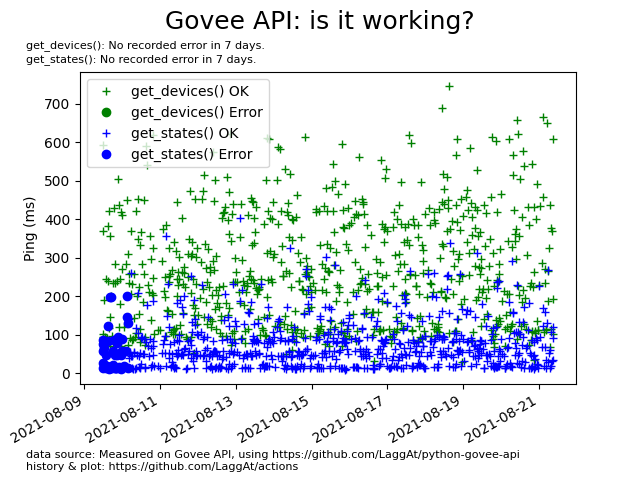 Govee API: is it working?
get_devices(): No recorded error in 7 days.
get_states(): No recorded error in 7 days.
get_devices() OK
get_devices() Error
get_states() OK
get_states() Error
Ping (ms)
700
600
500
400
300
200
100
0
2021-08-09
2021-08-11
2021-08-13
2021-08-15
2021-08-17
2021-08-19
2021-08-21
data source: Measured on Govee API, using https://github.com/LaggAt/python-govee-api
history & plot: https://github.com/LaggAt/actions